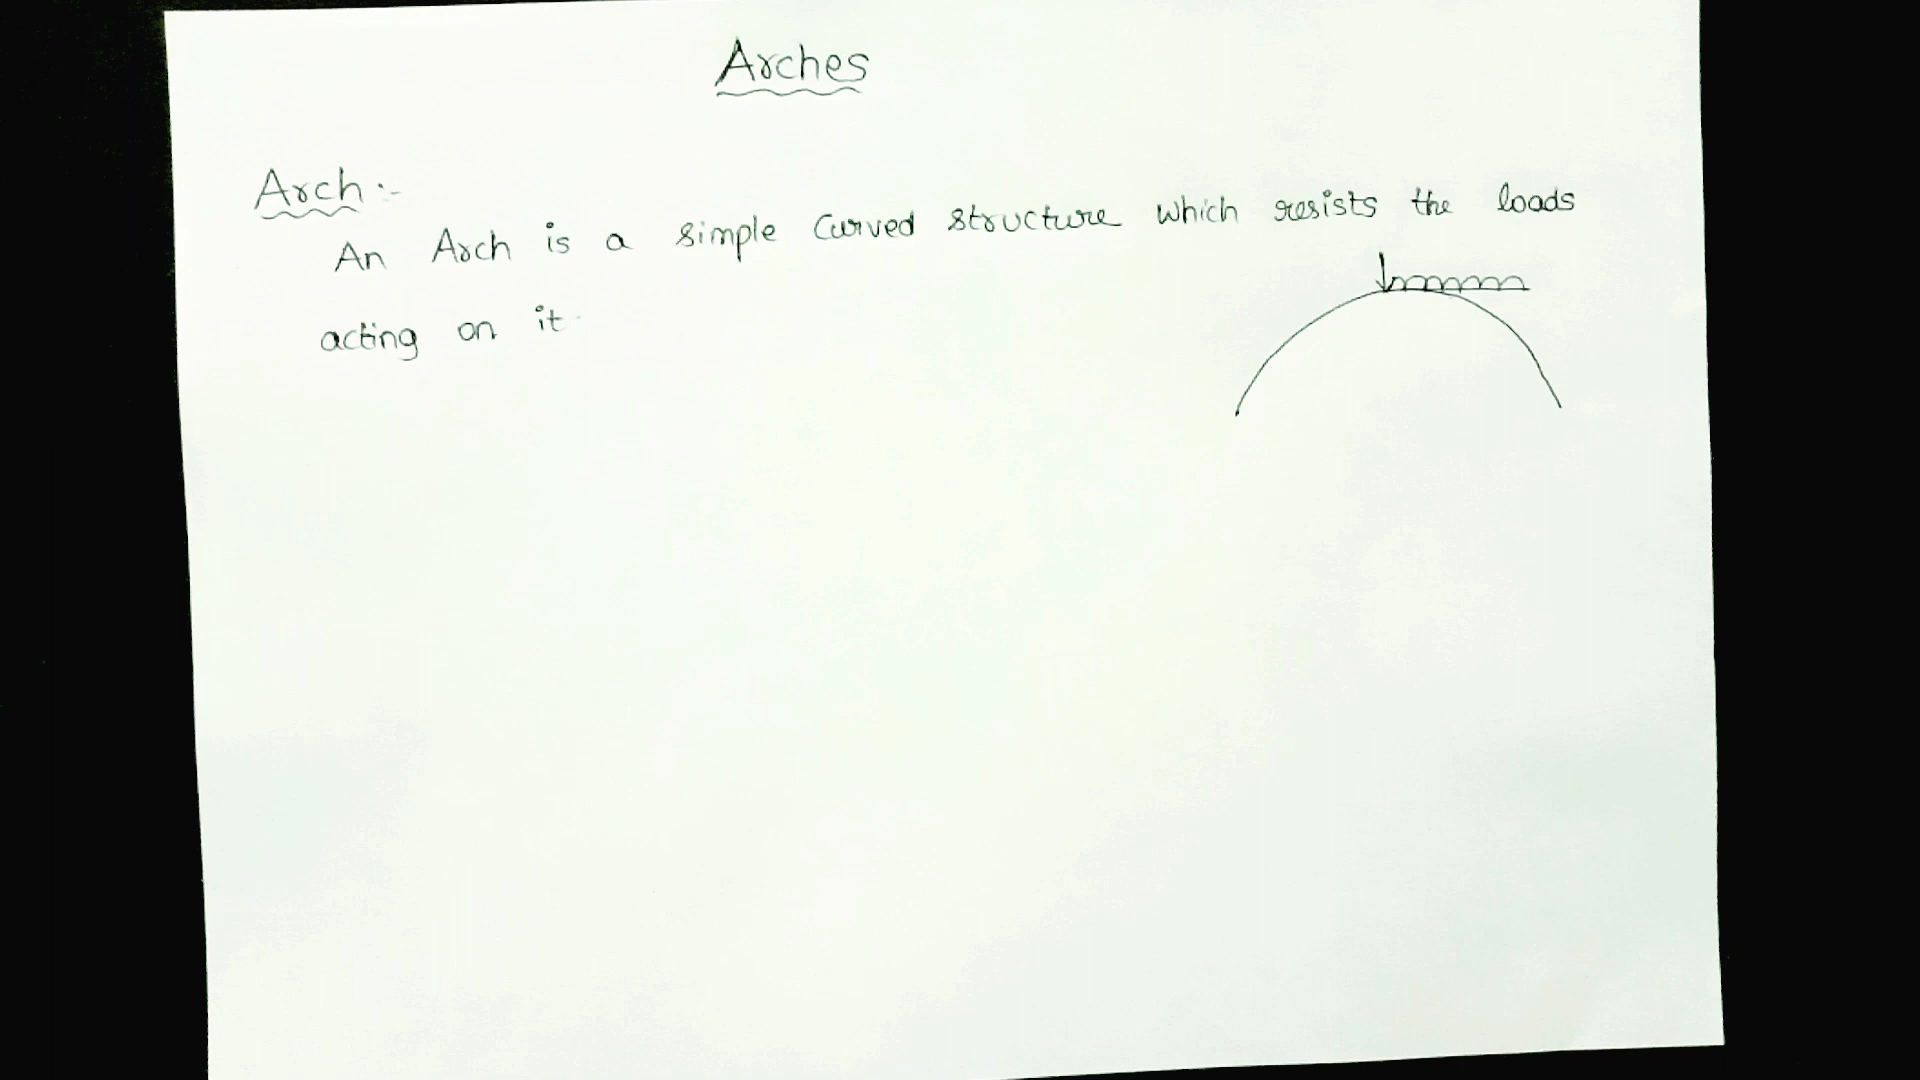 Arches
Arch :-
An Arch is a simple curved structure which resists the loads
acting on it.